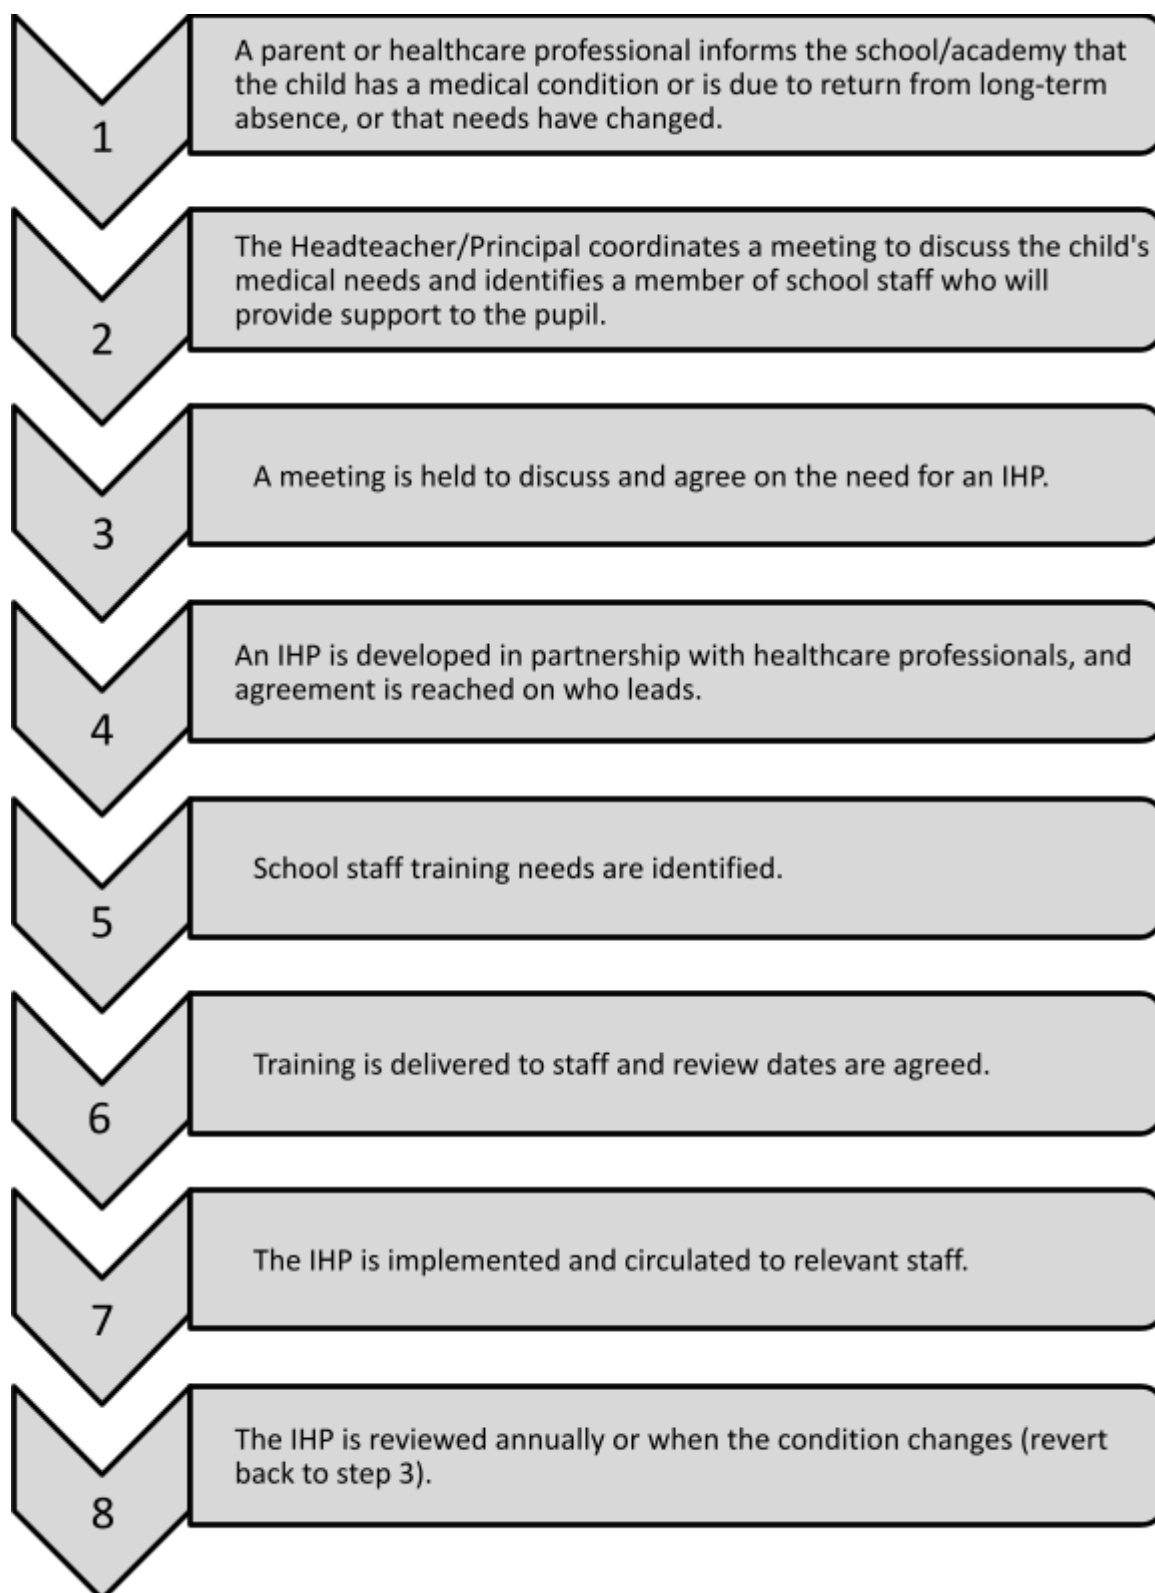 1
A parent or healthcare professional informs the school/academy that
the child has a medical condition or is due to return from long-term
absence, or that needs have changed.
2
The Headteacher/Principal coordinates a meeting to discuss the child's
medical needs and identifies a member of school staff who will
provide support to the pupil.
3
A meeting is held to discuss and agree on the need for an IHP.
4
An IHP is developed in partnership with healthcare professionals, and
agreement is reached on who leads.
5
School staff training needs are identified.
6
Training is delivered to staff and review dates are agreed.
7
The IHP is implemented and circulated to relevant staff.
8
The IHP is reviewed annually or when the condition changes (revert
back to step 3).